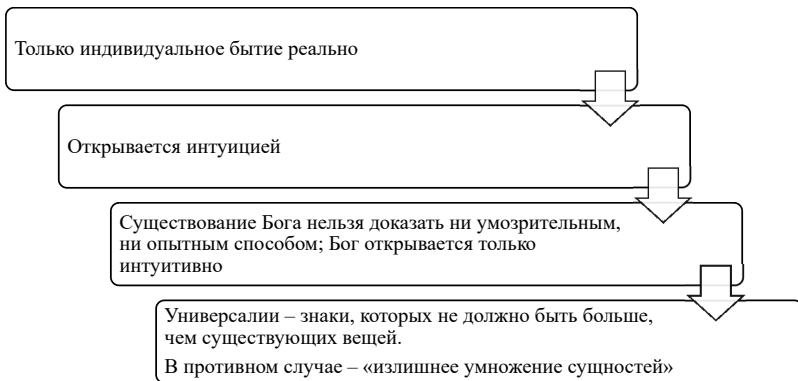 Только индивидуальное бытие реально
Открывается интуицией
Существование Бога нельзя доказать ни умозрительным,
ни опытным способом; Бог открывается только
интуитивно
Универсалии – знаки, которых не должно быть больше,
чем существующих вещей.
В противном случае – «излишнее умножение сущностей»